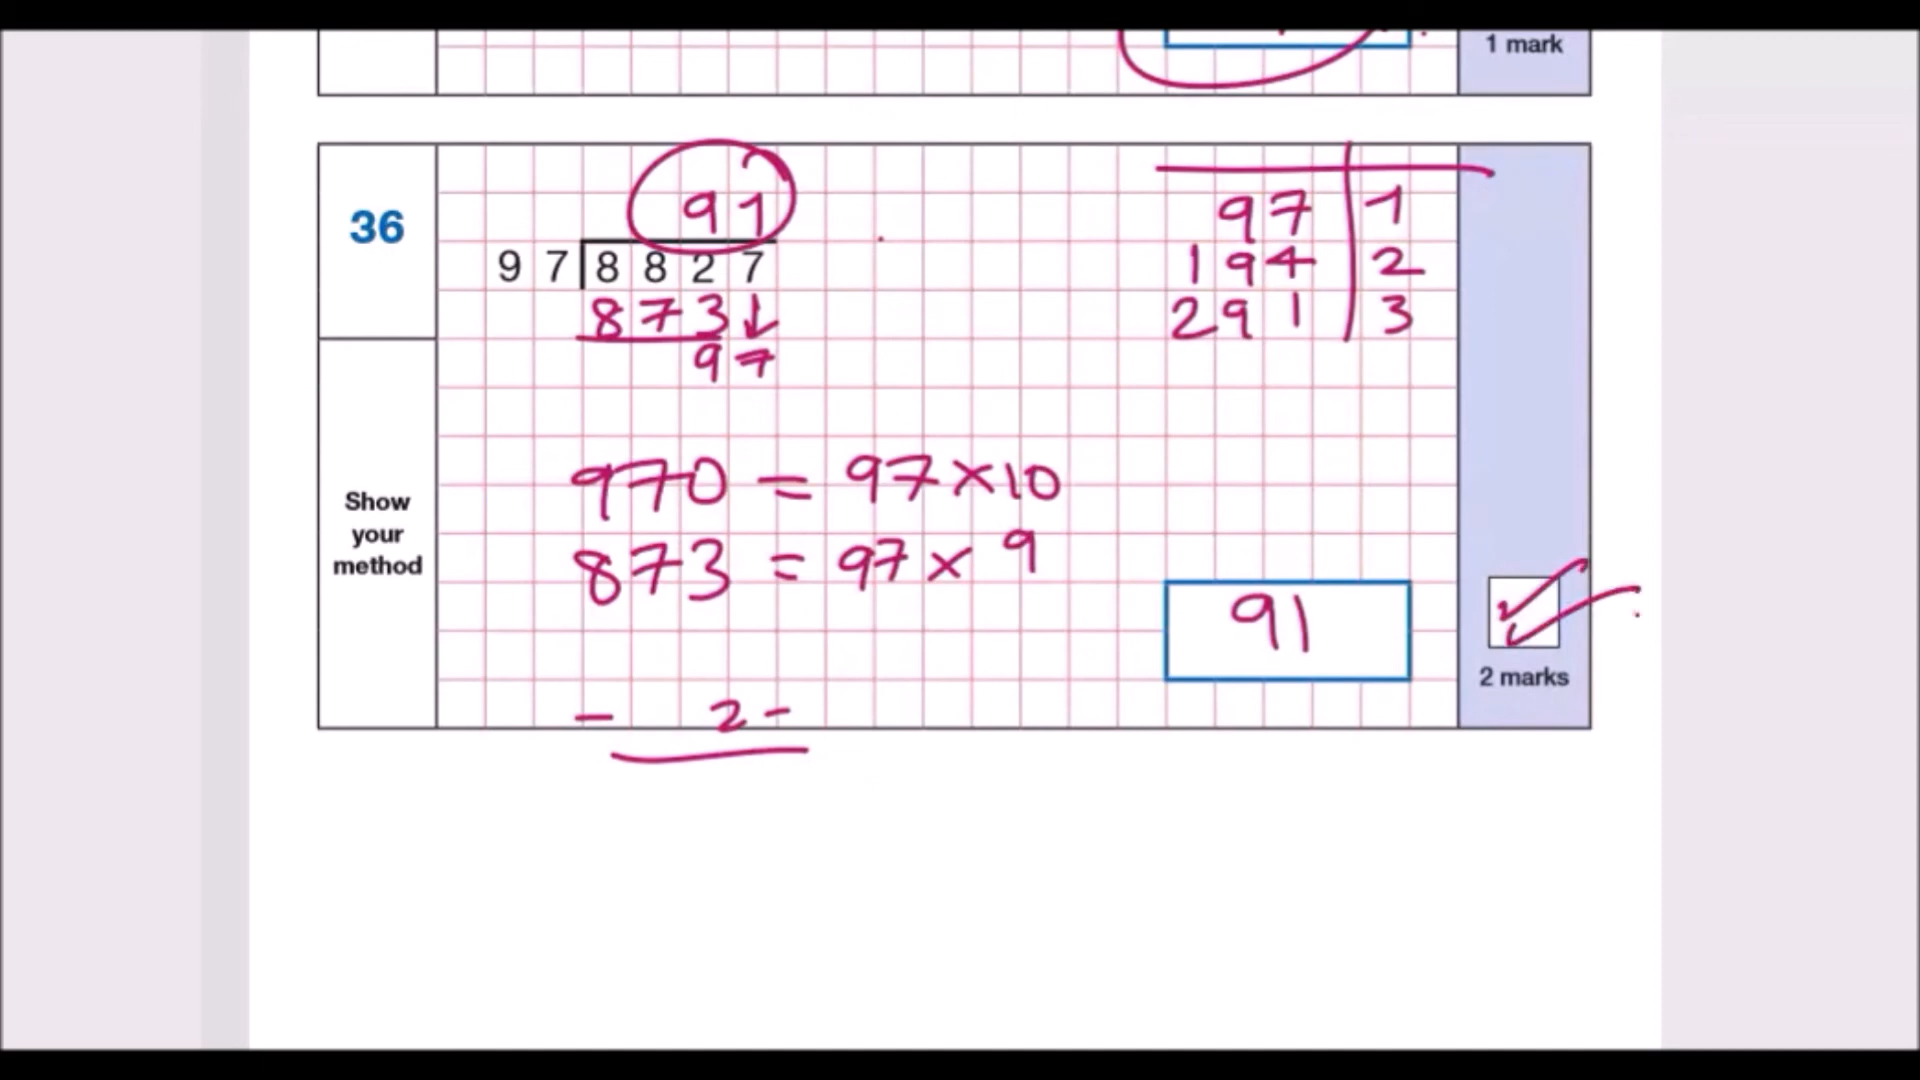 1 mark
36
91
97 8827
873↓
97
97 1
194 2
291 3
970 = 97×10
873 = 97×9
Show
your
method
91
2 marks
- 2-